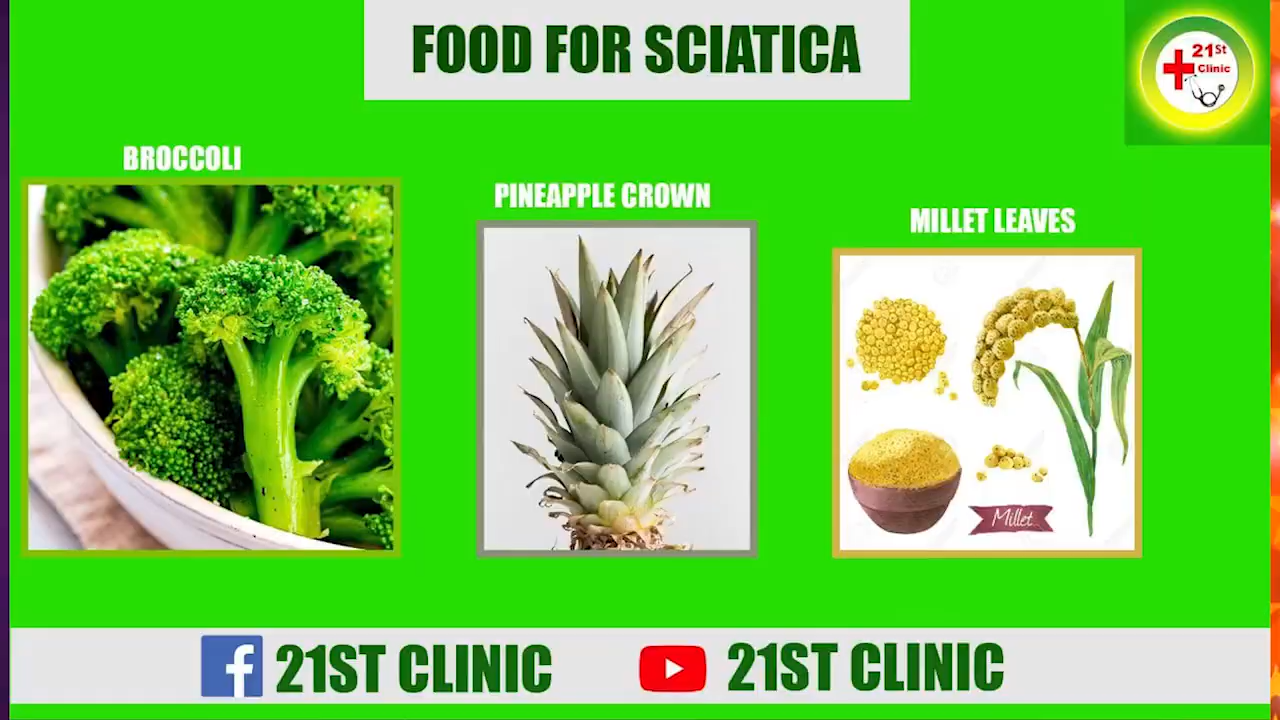 FOOD FOR SCIATICA
21St
Clinic
BROCCOLI
PINEAPPLE CROWN
MILLET LEAVES
Millet
21ST CLINIC
21ST CLINIC